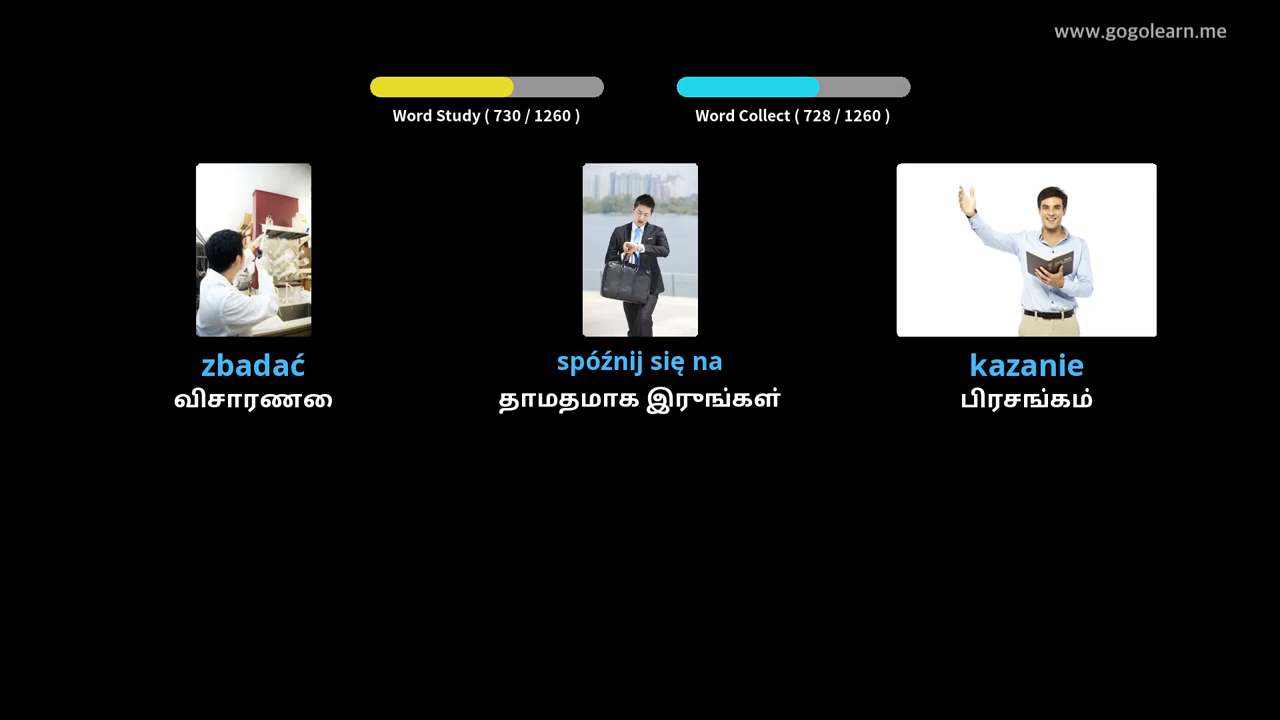 www.gogolearn.me
Word Study ( 730 / 1260 )
Word Collect ( 728 / 1260 )
zbadać
விசாரணை
spóźnij się na
தாமதமாக இருங்கள்
kazanie
பிரசங்கம்